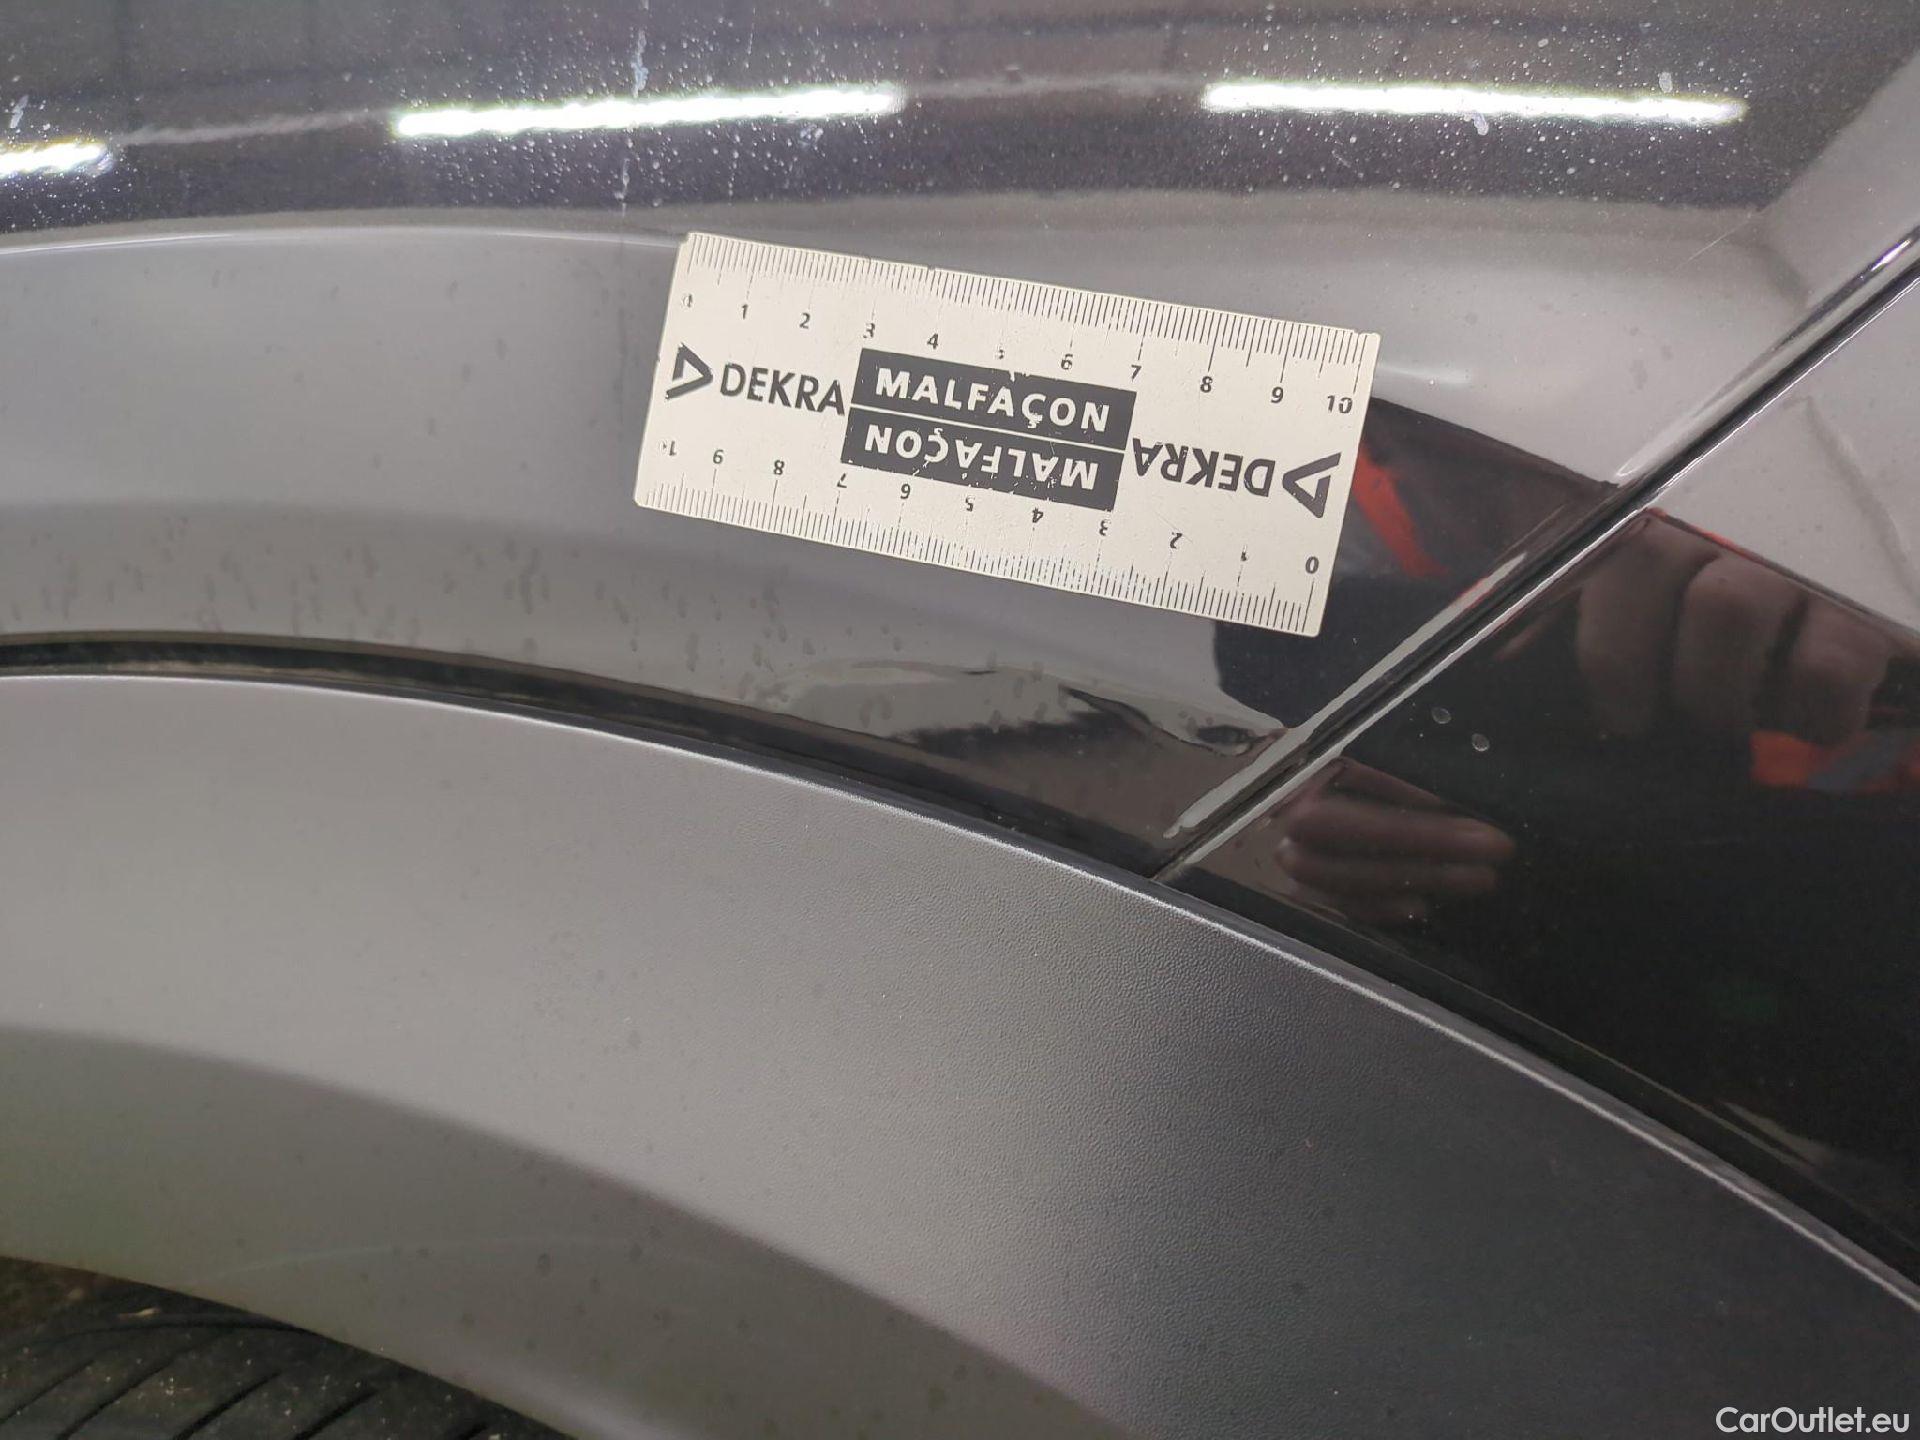 0 1 2 3 4 5 6 7 8 9 10
DEKRA MALFAÇON
MALFAÇON DEKRA
9 8 7 6 5 4 3 2 1 0
CarOutlet.eu